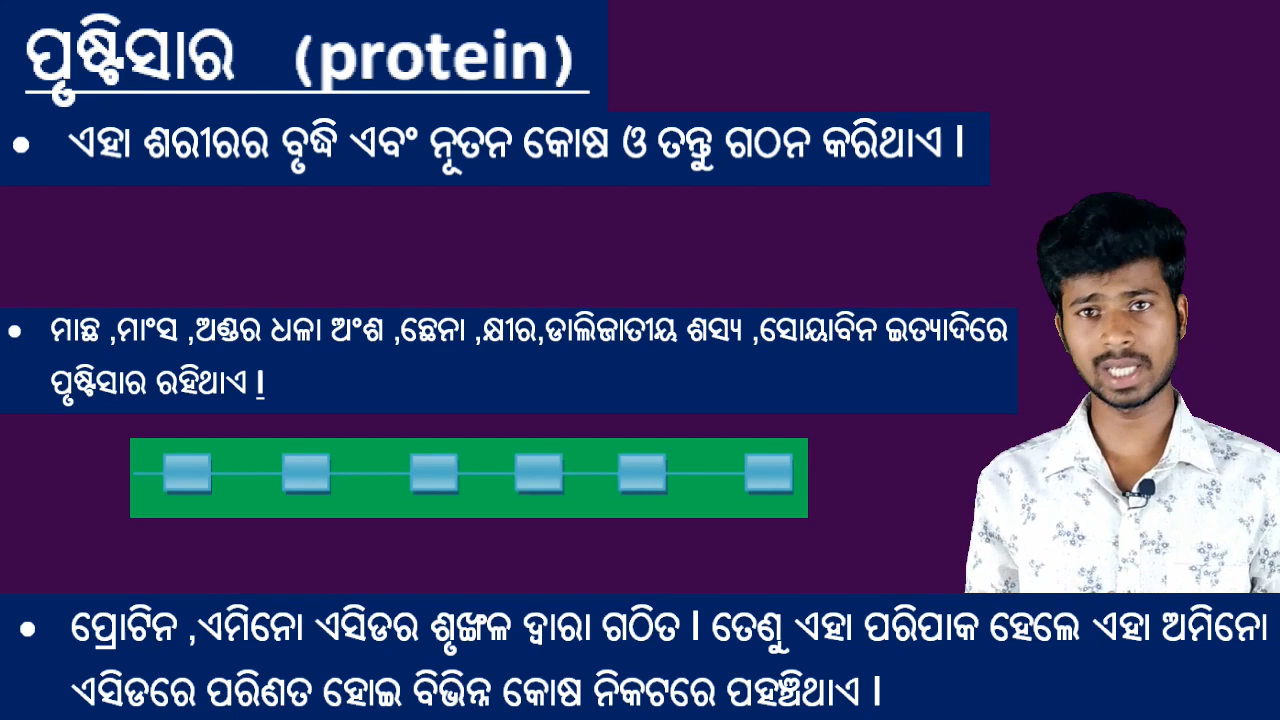 ପୃଷ୍ଟିସାର (protein)
• ଏହା ଶରୀରର ବୃଦ୍ଧି ଏବଂ ନୂତନ କୋଷ ଓ ତନ୍ତୁ ଗଠନ କରିଥାଏ ।
• ମାଛ ,ମାଂସ ,ଅଣ୍ଡର ଧଳା ଅଂଶ ,ଛେନା ,କ୍ଷୀର,ଡାଲିଜାତୀୟ ଶସ୍ୟ ,ସୋୟାବିନ ଇତ୍ୟାଦିରେ
ପୃଷ୍ଟିସାର ରହିଥାଏ ।
• ପ୍ରୋଟିନ ,ଏମିନୋ ଏସିଡର ଶୃଙ୍ଖଳ ଦ୍ୱାରା ଗଠିତ । ତେଣୁ ଏହା ପରିପାକ ହେଲେ ଏହା ଅମିନୋ
ଏସିଡରେ ପରିଣତ ହୋଇ ବିଭିନ୍ନ କୋଷ ନିକଟରେ ପହଞ୍ଚିଥାଏ ।